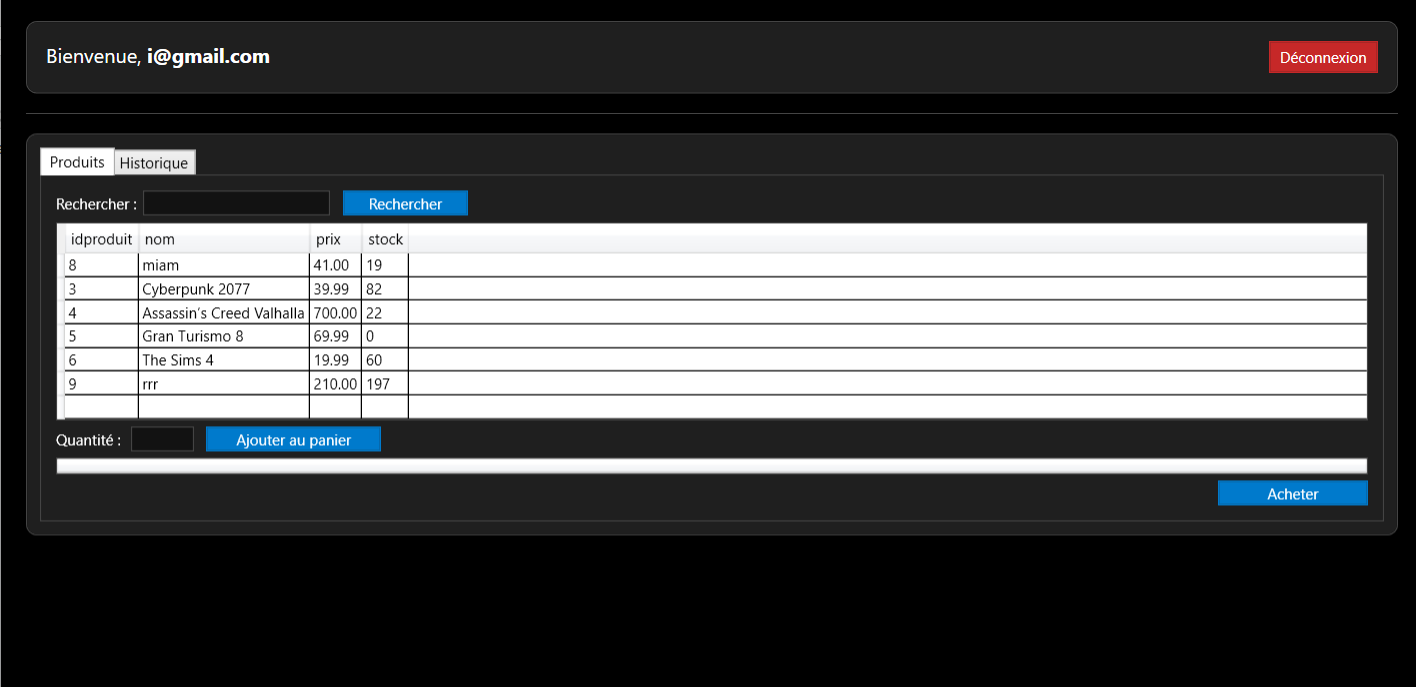 Bienvenue, i@gmail.com
Déconnexion
Produits Historique
Rechercher : Rechercher
idproduit nom prix stock
8 miam 41.00 19
3 Cyberpunk 2077 39.99 82
4 Assassin’s Creed Valhalla 700.00 22
5 Gran Turismo 8 69.99 0
6 The Sims 4 19.99 60
9 rrr 210.00 197
Quantité : Ajouter au panier
Acheter